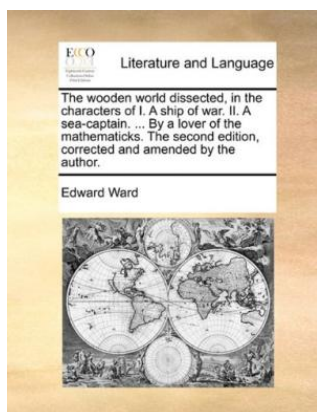 ECCO
Literature and Language
The wooden world dissected, in the
characters of I. A ship of war. II. A
sea-captain. ... By a lover of the
mathematicks. The second edition,
corrected and amended by the
author.
Edward Ward